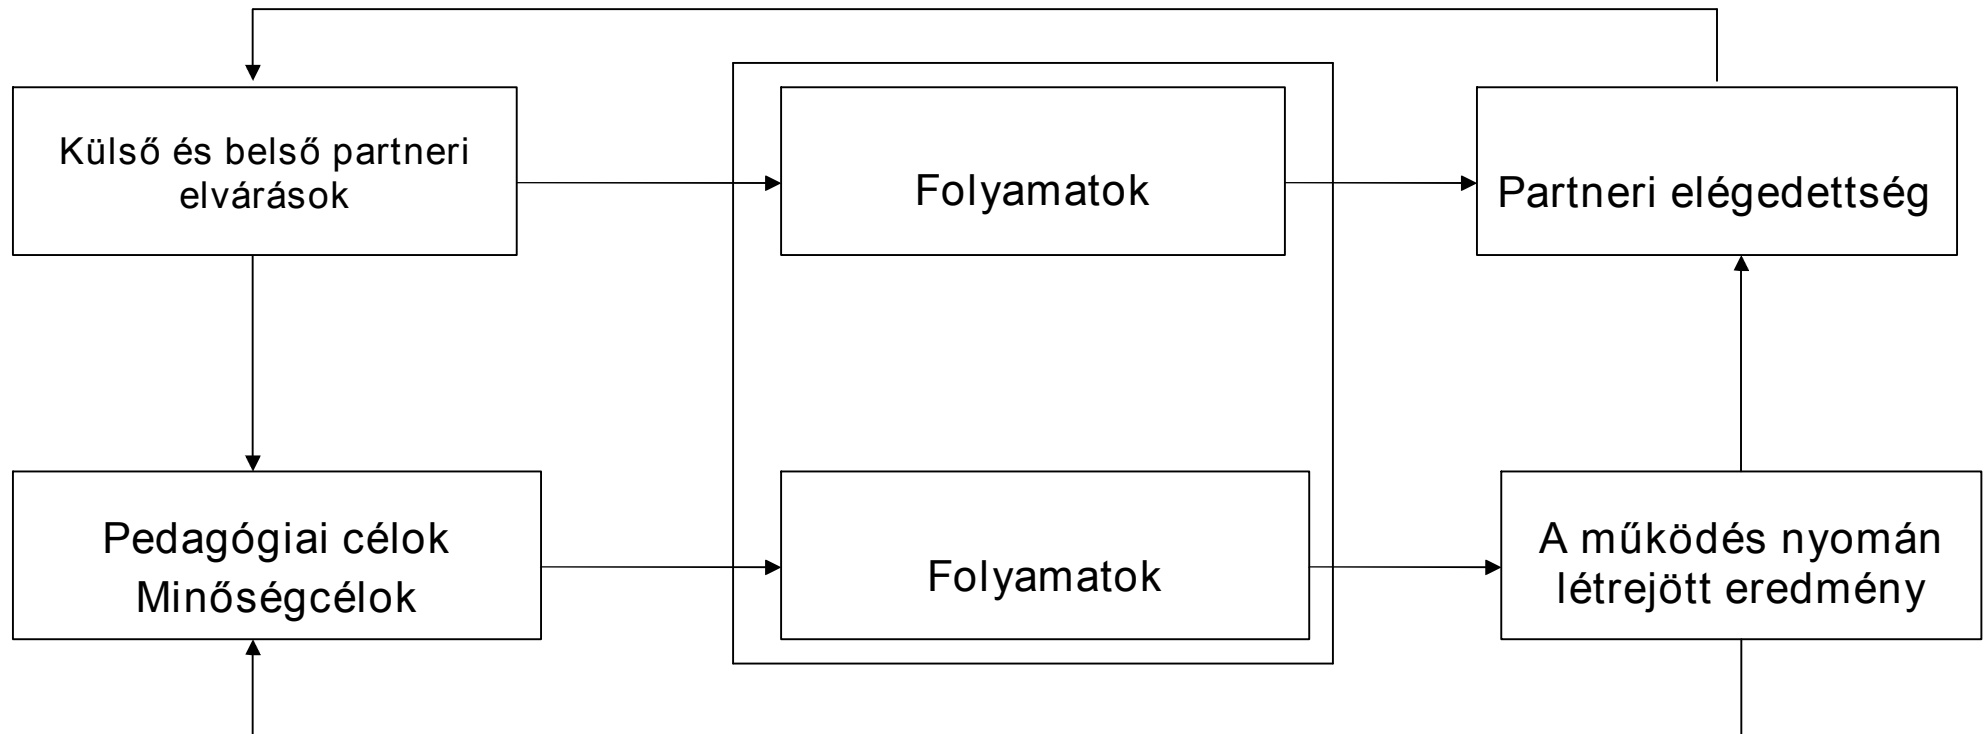 Külső és belső partneri
elvárások
Folyamatok
Partneri elégedettség
Pedagógiai célok
Minőségcélok
Folyamatok
A működés nyomán
létrejött eredmény